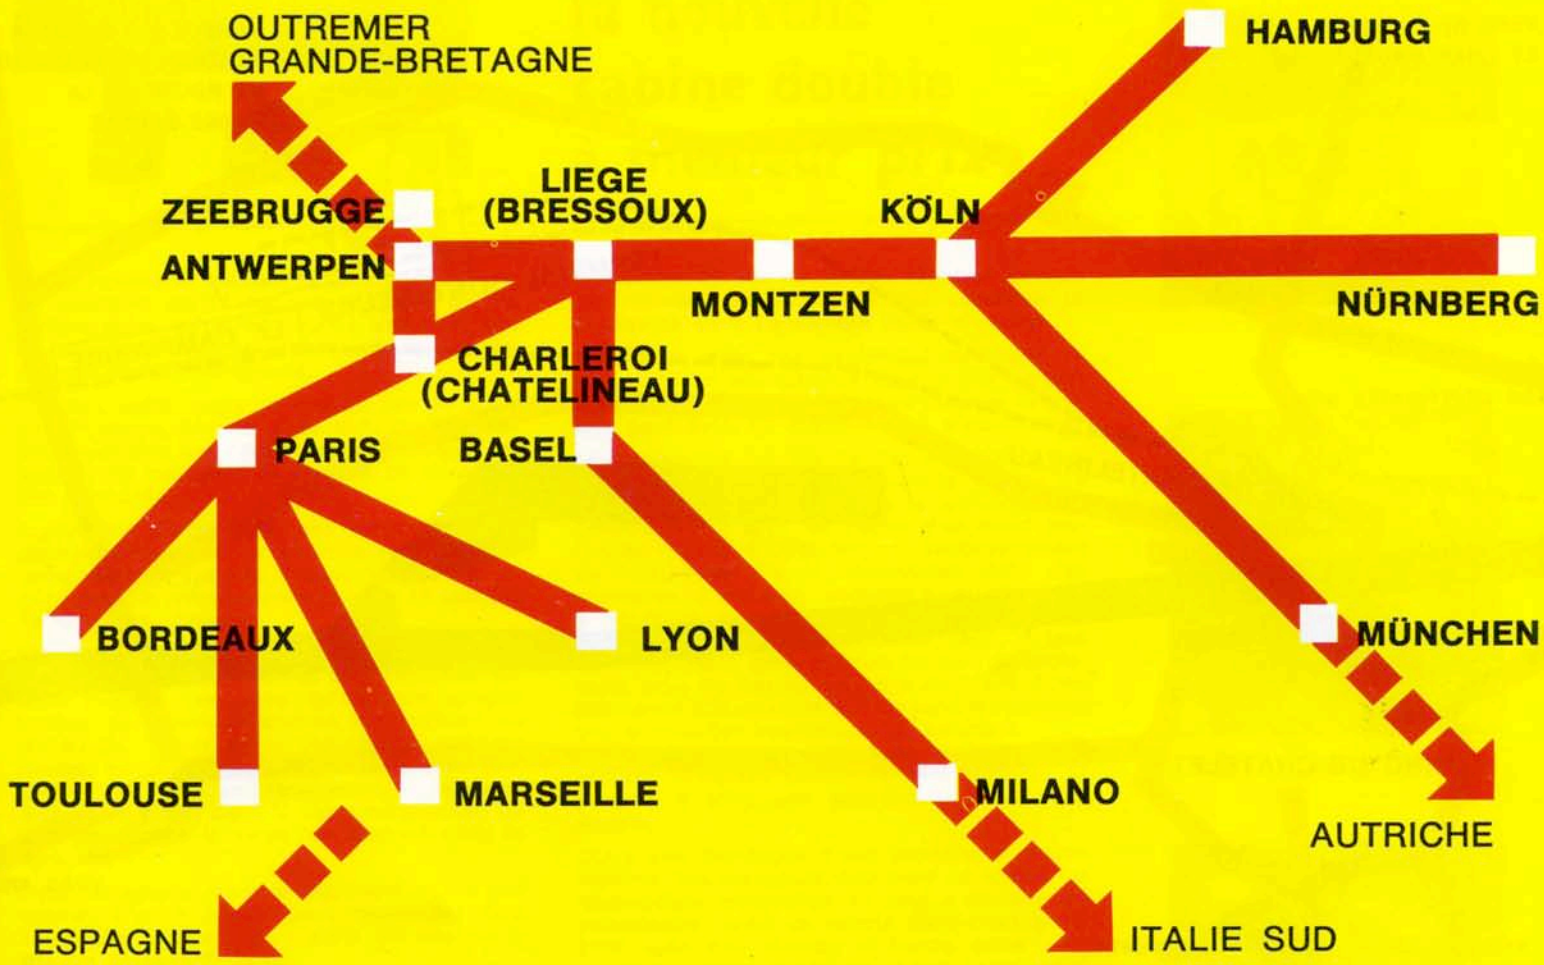 OUTREMER
GRANDE-BRETAGNE
HAMBURG
ZEEBRUGGE
LIEGE
(BRESSOUX)
KÖLN
ANTWERPEN
MONTZEN
NÜRNBERG
CHARLEROI
(CHATELINEAU)
PARIS
BASEL
BORDEAUX
LYON
MÜNCHEN
TOULOUSE
MARSEILLE
MILANO
AUTRICHE
ESPAGNE
ITALIE SUD